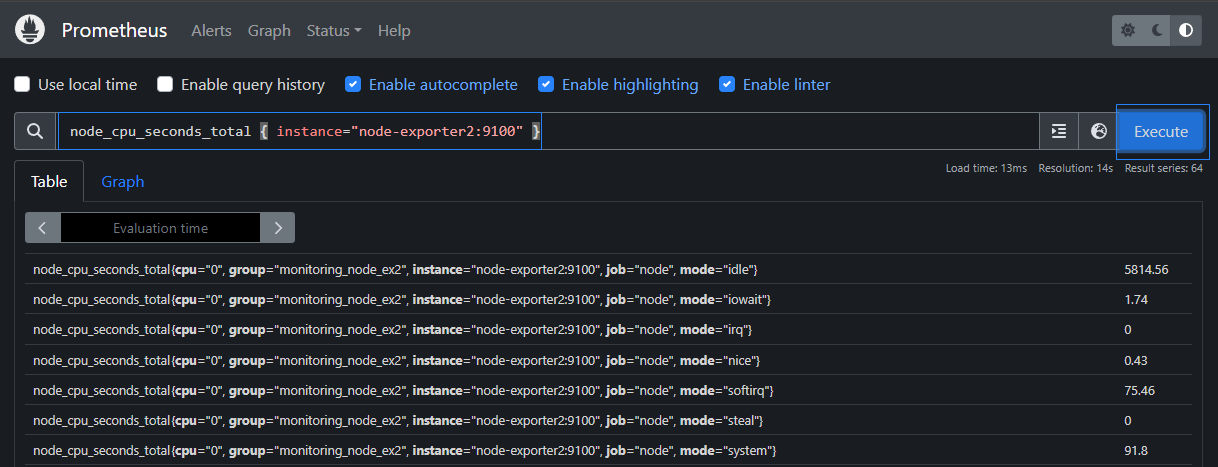 Prometheus Alerts Graph Status Help
Use local time Enable query history Enable autocomplete Enable highlighting Enable linter
node_cpu_seconds_total { instance="node-exporter2:9100" } Execute
Load time: 13ms Resolution: 14s Result series: 64
Table Graph
Evaluation time
node_cpu_seconds_total{cpu="0", group="monitoring_node_ex2", instance="node-exporter2:9100", job="node", mode="idle"} 5814.56
node_cpu_seconds_total{cpu="0", group="monitoring_node_ex2", instance="node-exporter2:9100", job="node", mode="iowait"} 1.74
node_cpu_seconds_total{cpu="0", group="monitoring_node_ex2", instance="node-exporter2:9100", job="node", mode="irq"} 0
node_cpu_seconds_total{cpu="0", group="monitoring_node_ex2", instance="node-exporter2:9100", job="node", mode="nice"} 0.43
node_cpu_seconds_total{cpu="0", group="monitoring_node_ex2", instance="node-exporter2:9100", job="node", mode="softirq"} 75.46
node_cpu_seconds_total{cpu="0", group="monitoring_node_ex2", instance="node-exporter2:9100", job="node", mode="steal"} 0
node_cpu_seconds_total{cpu="0", group="monitoring_node_ex2", instance="node-exporter2:9100", job="node", mode="system"} 91.8